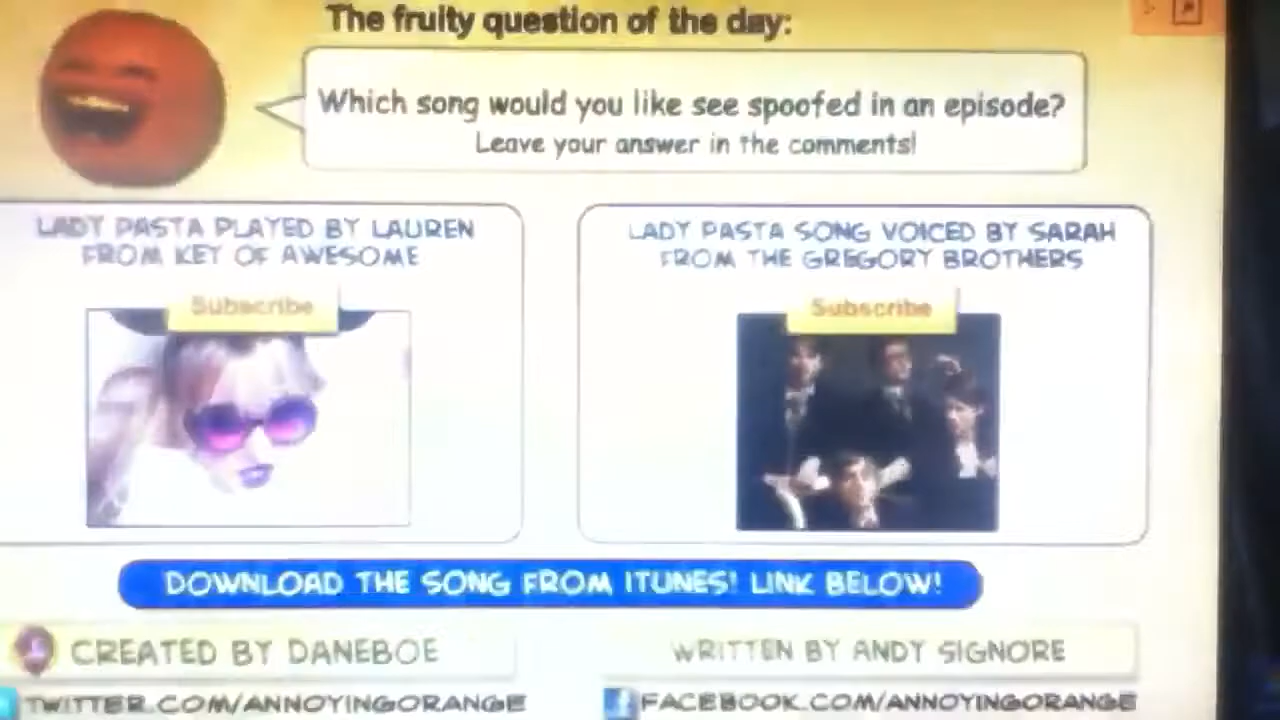 The fruity question of the day:
Which song would you like see spoofed in an episode?
Leave your answer in the comments!
LADY PASTA PLAYED BY LAUREN
FROM KEY OF AWESOME
Subscribe
LADY PASTA SONG VOICED BY SARAH
FROM THE GREGORY BROTHERS
Subscribe
DOWNLOAD THE SONG FROM ITUNES! LINK BELOW!
CREATED BY DANEBOE
WRITTEN BY ANDY SIGNORE
TWITTER.COM/ANNOYINGORANGE
FACEBOOK.COM/ANNOYINGORANGE